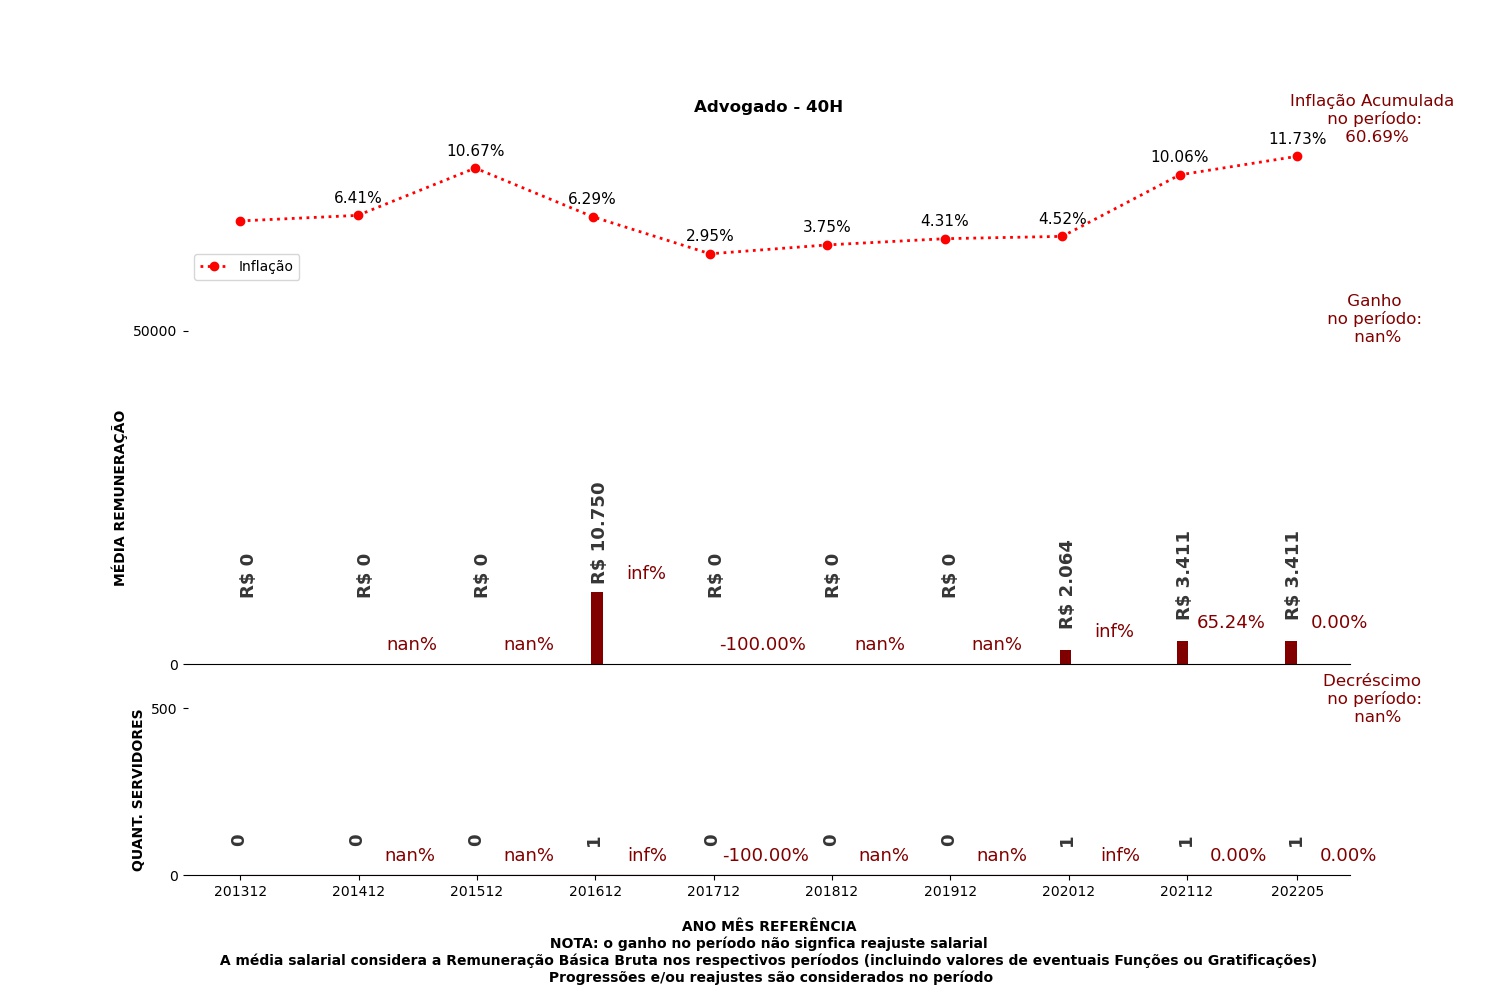 Advogado - 40H
Inflação Acumulada
no período:
60.69%
6.41%
10.67%
6.29%
2.95%
3.75%
4.31%
4.52%
10.06%
11.73%
Inflação
Ganho
no período:
nan%
50000
0
MÉDIA REMUNERAÇÃO
R$ 0
R$ 0
R$ 0
R$ 10.750
R$ 0
R$ 0
R$ 0
R$ 2.064
R$ 3.411
R$ 3.411
nan%
nan%
inf%
-100.00%
nan%
nan%
inf%
65.24%
0.00%
Decréscimo
no período:
nan%
500
0
QUANT. SERVIDORES
0
0
0
1
0
0
0
1
1
1
nan%
nan%
inf%
-100.00%
nan%
nan%
inf%
0.00%
0.00%
201312
201412
201512
201612
201712
201812
201912
202012
202112
202205
ANO MÊS REFERÊNCIA
NOTA: o ganho no período não signfica reajuste salarial
A média salarial considera a Remuneração Básica Bruta nos respectivos períodos (incluindo valores de eventuais Funções ou Gratificações)
Progressões e/ou reajustes são considerados no período